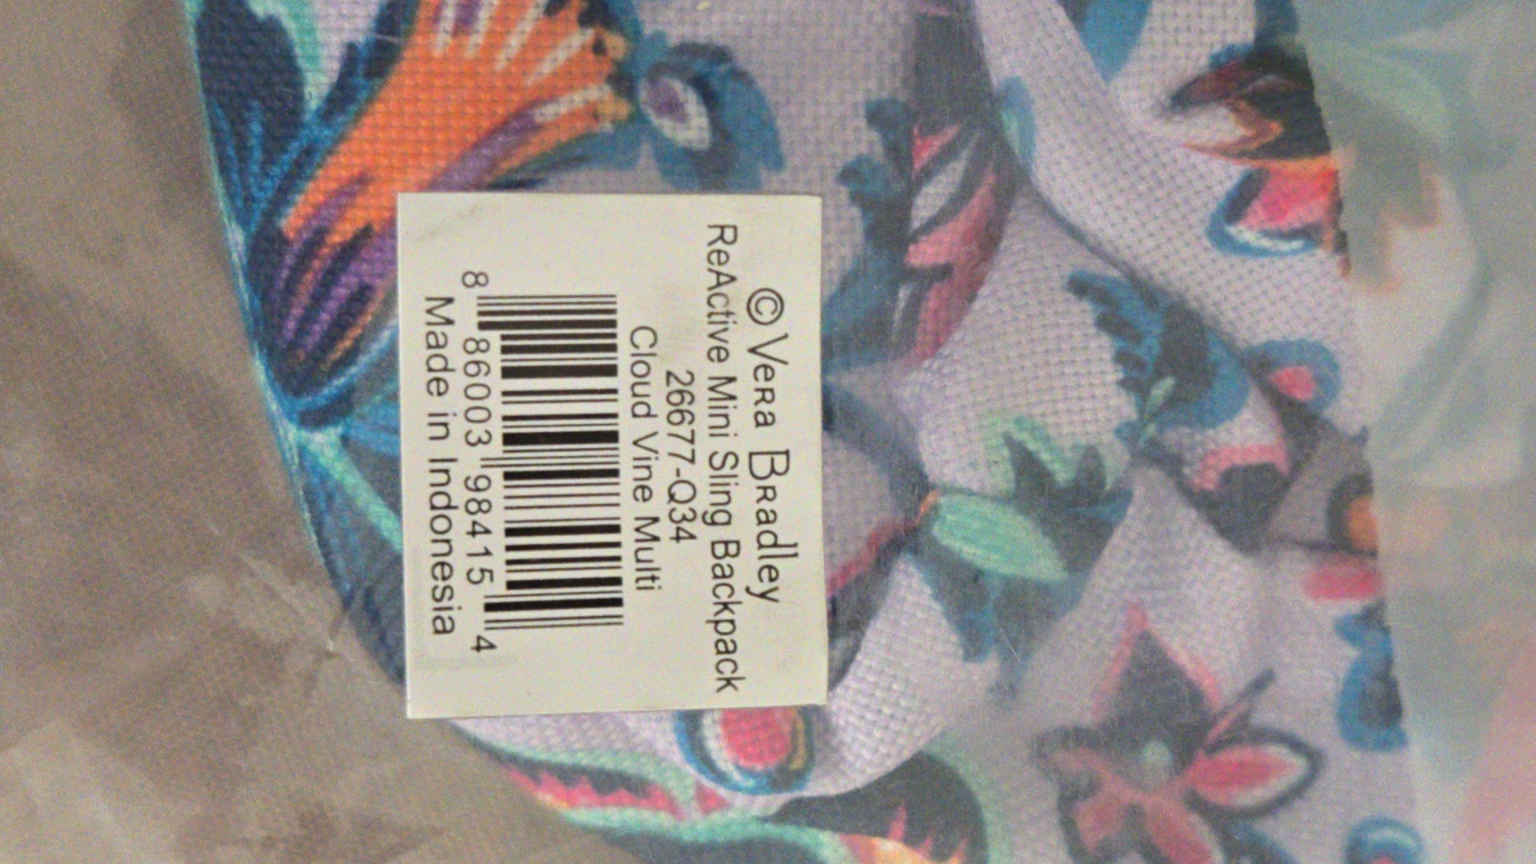 © Vera Bradley
ReActive Mini Sling Backpack
26677-Q34
Cloud Vine Multi
8 86003 98415 4
Made in Indonesia